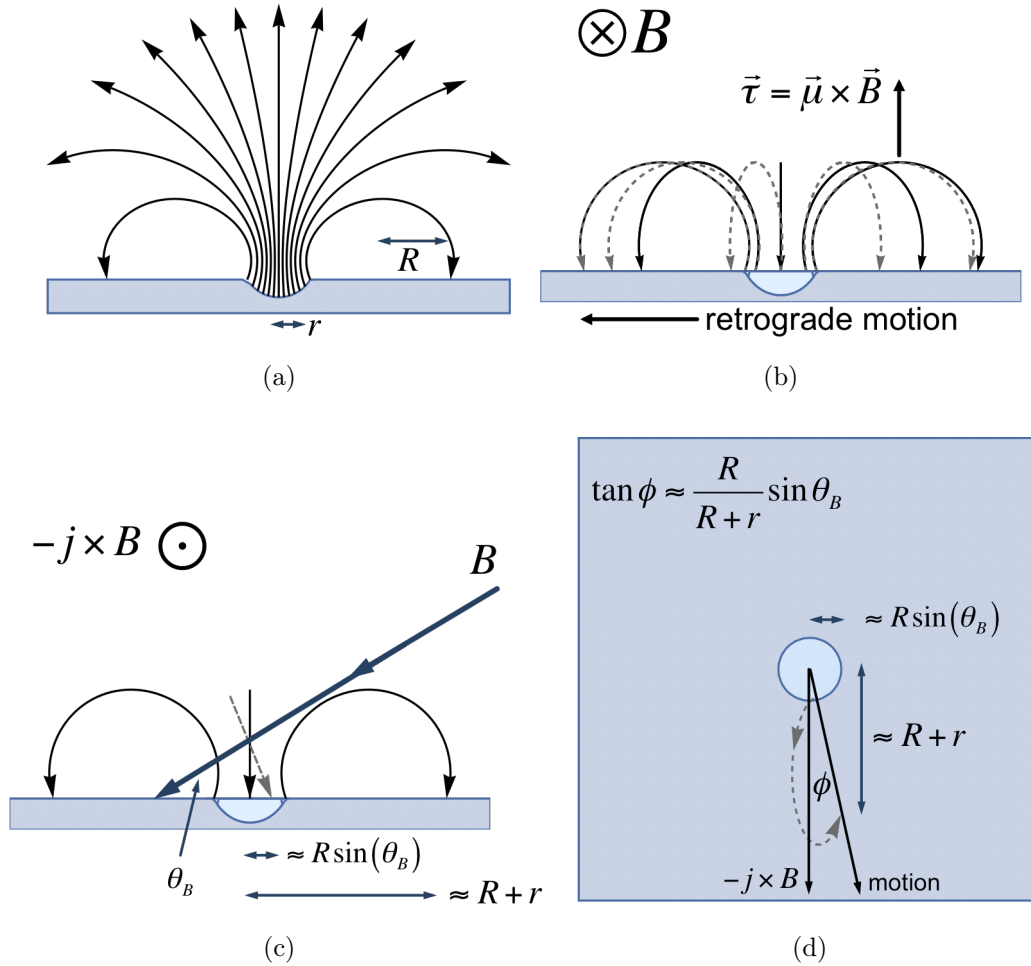 R
r
(a)
B
τ⃗ = μ⃗ × B⃗
retrograde motion
(b)
−j × B
B
θ_B
≈ R sin(θ_B)
≈ R + r
(c)
tan ϕ ≈ R/(R + r) sin θ_B
≈ R sin(θ_B)
≈ R + r
ϕ
−j × B
motion
(d)